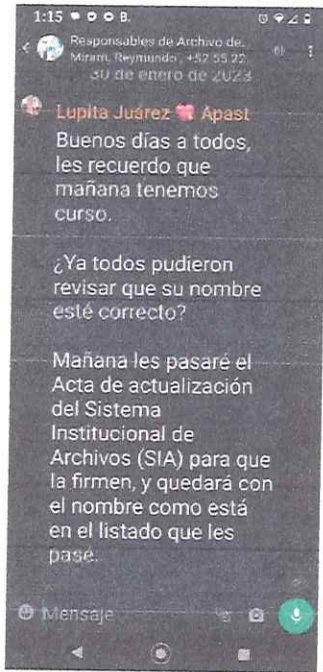 1:15
Responsables de Archivo de...
Miriam, Reymundo, +52 55 22
30 de enero de 2023
Lupita Juárez 💖 Apast
Buenos días a todos,
les recuerdo que
mañana tenemos
curso.
¿Ya todos pudieron
revisar que su nombre
esté correcto?
Mañana les pasaré el
Acta de actualización
del Sistema
Institucional de
Archivos (SIA) para que
la firmen, y quedará con
el nombre como está
en el listado que les
pasé.
Mensaje